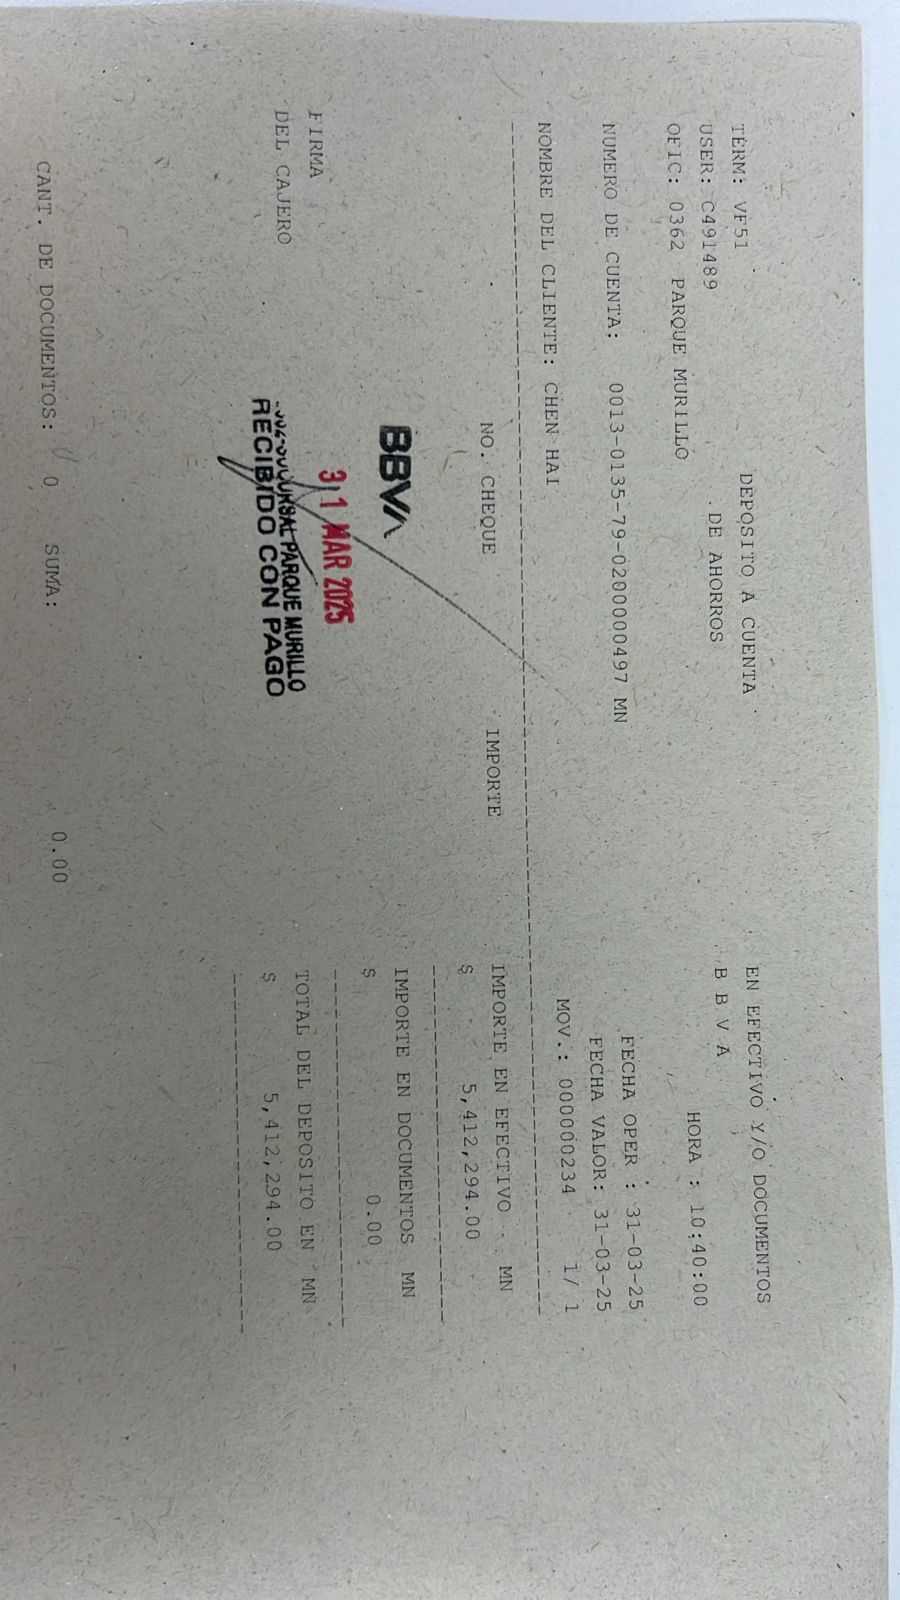 TERM: VF51 DEPOSITO A CUENTA EN EFECTIVO Y/O DOCUMENTOS
USER: C491489 DE AHORROS B B V A
OFIC: 0362 PARQUE MURILLO HORA : 10:40:00
NUMERO DE CUENTA: 0013-0135-79-0200000497 MN FECHA OPER : 31-03-25
FECHA VALOR: 31-03-25
NOMBRE DEL CLIENTE: CHEN HAI MOV.: 000000234 1/ 1
NO. CHEQUE IMPORTE IMPORTE EN EFECTIVO MN
$ 5,412,294.00
BBVA IMPORTE EN DOCUMENTOS MN
$ 0.00
31 MAR 2025
FIRMA TOTAL DEL DEPOSITO EN MN
DEL CAJERO SUCURSAL PARQUE MURILLO $ 5,412,294.00
RECIBIDO CON PAGO
CANT. DE DOCUMENTOS: 0 SUMA: 0.00